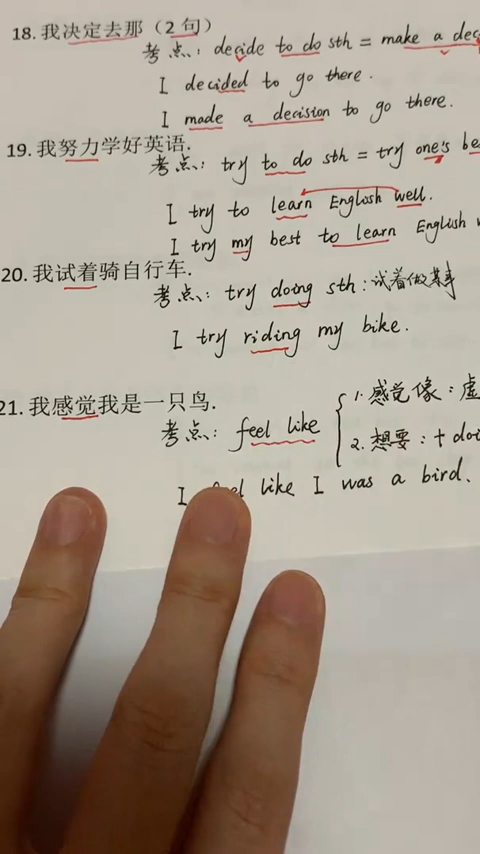 18. 我决定去那（2句）
考点: decide to do sth = make a
I decided to go there.
I made a decision to go there.
19. 我努力学好英语.
考点: try to do sth = try one's
I try to learn English well.
I try my best to learn English
20. 我试着骑自行车.
考点: try doing sth: 试着做某事
I try riding my bike.
21. 我感觉我是一只鸟.
考点: feel like
1. 感觉像: 虚
2. 想要: + doi
I feel like I was a bird.